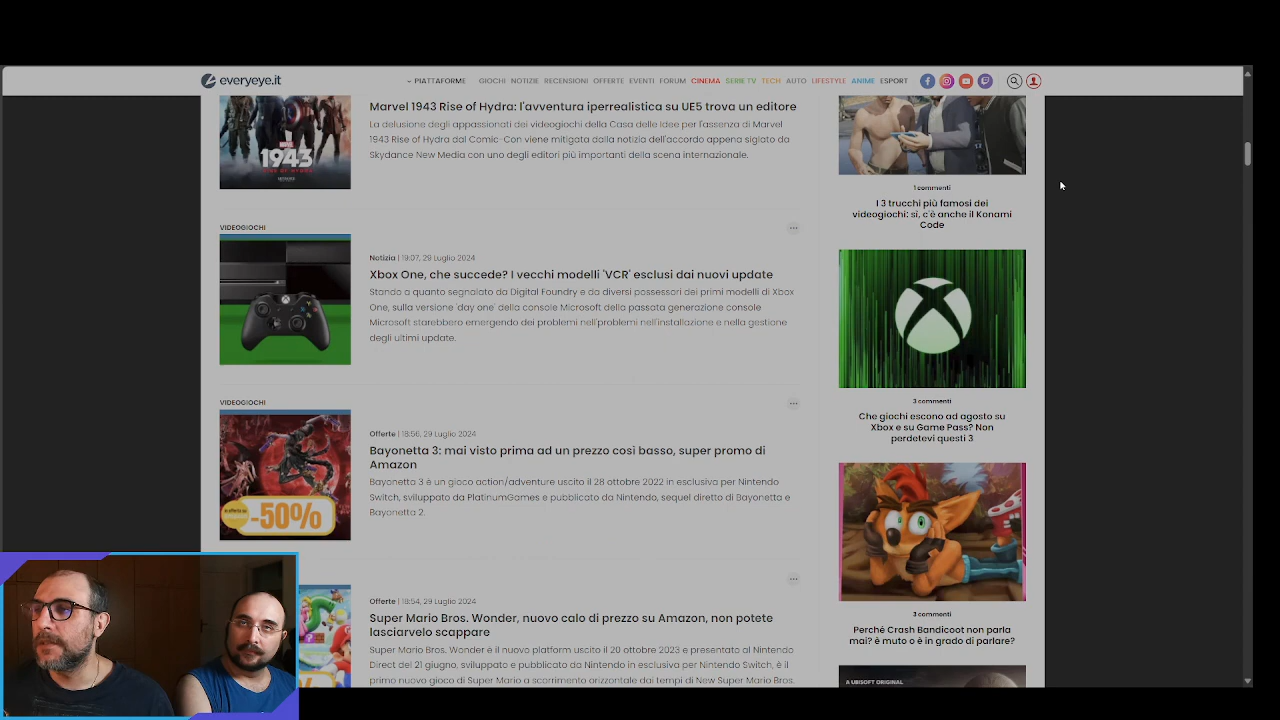 everyeye.it
PIATTAFORME GIOCHI NOTIZIE RECENSIONI OFFERTE EVENTI FORUM CINEMA SERIE TV TECH AUTO LIFESTYLE ANIME ESPORT
MARVEL
1943
RISE OF HYDRA
Marvel 1943 Rise of Hydra: l'avventura iperrealistica su UE5 trova un editore
La delusione degli appassionati dei videogiochi della Casa delle Idee per l'assenza di Marvel
1943 Rise of Hydra dal Comic-Con viene mitigata dalla notizia dell'accordo appena siglato da
Skydance New Media con uno degli editori più importanti della scena internazionale.
VIDEOGIOCHI
Notizia | 19:07, 29 Luglio 2024
Xbox One, che succede? I vecchi modelli 'VCR' esclusi dai nuovi update
Stando a quanto segnalato da Digital Foundry e da diversi possessori dei primi modelli di Xbox
One, sulla versione 'day one' della console Microsoft della passata generazione console
Microsoft starebbero emergendo dei problemi nell'problemi nell'installazione e nella gestione
degli ultimi update.
VIDEOGIOCHI
-50%
Offerte | 18:56, 29 Luglio 2024
Bayonetta 3: mai visto prima ad un prezzo così basso, super promo di
Amazon
Bayonetta 3 è un gioco action/adventure uscito il 28 ottobre 2022 in esclusiva per Nintendo
Switch, sviluppato da PlatinumGames e pubblicato da Nintendo, sequel diretto di Bayonetta e
Bayonetta 2.
Offerte | 18:54, 29 Luglio 2024
Super Mario Bros. Wonder, nuovo calo di prezzo su Amazon, non potete
lasciarvelo scappare
Super Mario Bros. Wonder è il nuovo platform uscito il 20 ottobre 2023 e presentato al Nintendo
Direct del 21 giugno, sviluppato e pubblicato da Nintendo in esclusiva per Nintendo Switch, è il
primo nuovo gioco di Super Mario a scorrimento orizzontale dai tempi di New Super Mario Bros.
1 commenti
I 3 trucchi più famosi dei
videogiochi: sì, c'è anche il Konami
Code
3 commenti
Che giochi escono ad agosto su
Xbox e su Game Pass? Non
perdetevi questi 3
3 commenti
Perché Crash Bandicoot non parla
mai? è muto o è in grado di parlare?
A UBISOFT ORIGINAL